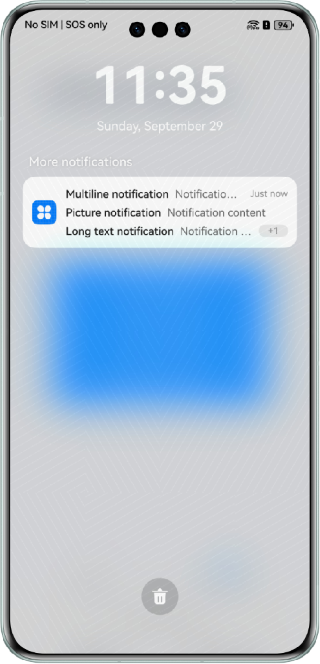 No SIM | SOS only 94
11:35
Sunday, September 29
More notifications
Multiline notification Notificatio... Just now
Picture notification Notification content
Long text notification Notification ... +1